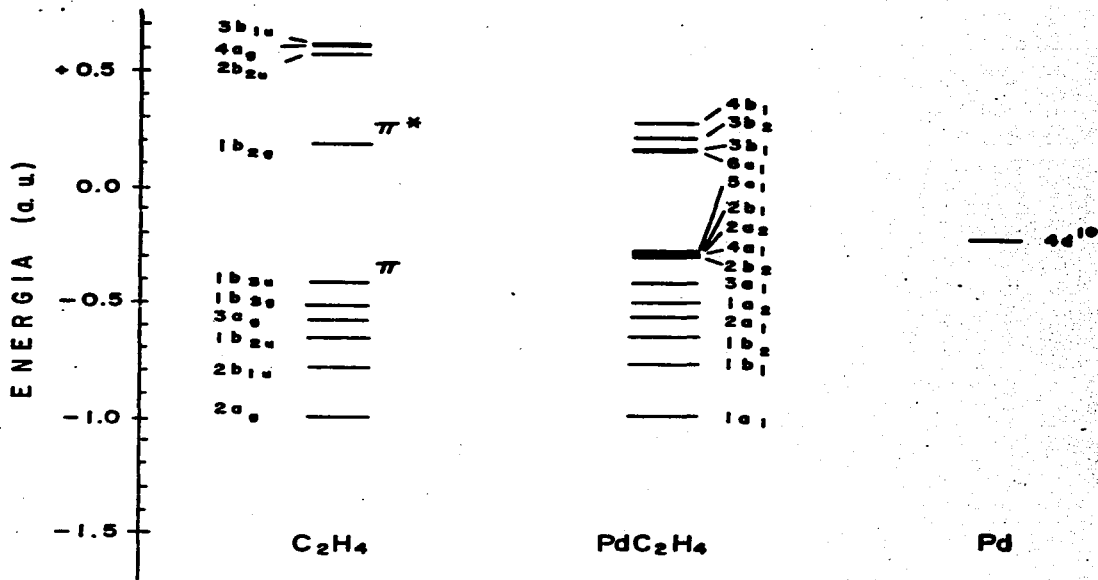 ENERGIA (a.u.)
+0.5
0.0
-0.5
-1.0
-1.5
3b1u
4ag
2b2u
π*
1b2g
π
1b3u
1b3g
3ag
1b2u
2b1u
2ag
C2H4
4b1
3b2
3b1
6a1
5a1
2b1
2a2
4a1
2b2
3a1
1a2
2a1
1b2
1b1
1a1
PdC2H4
4d10
Pd